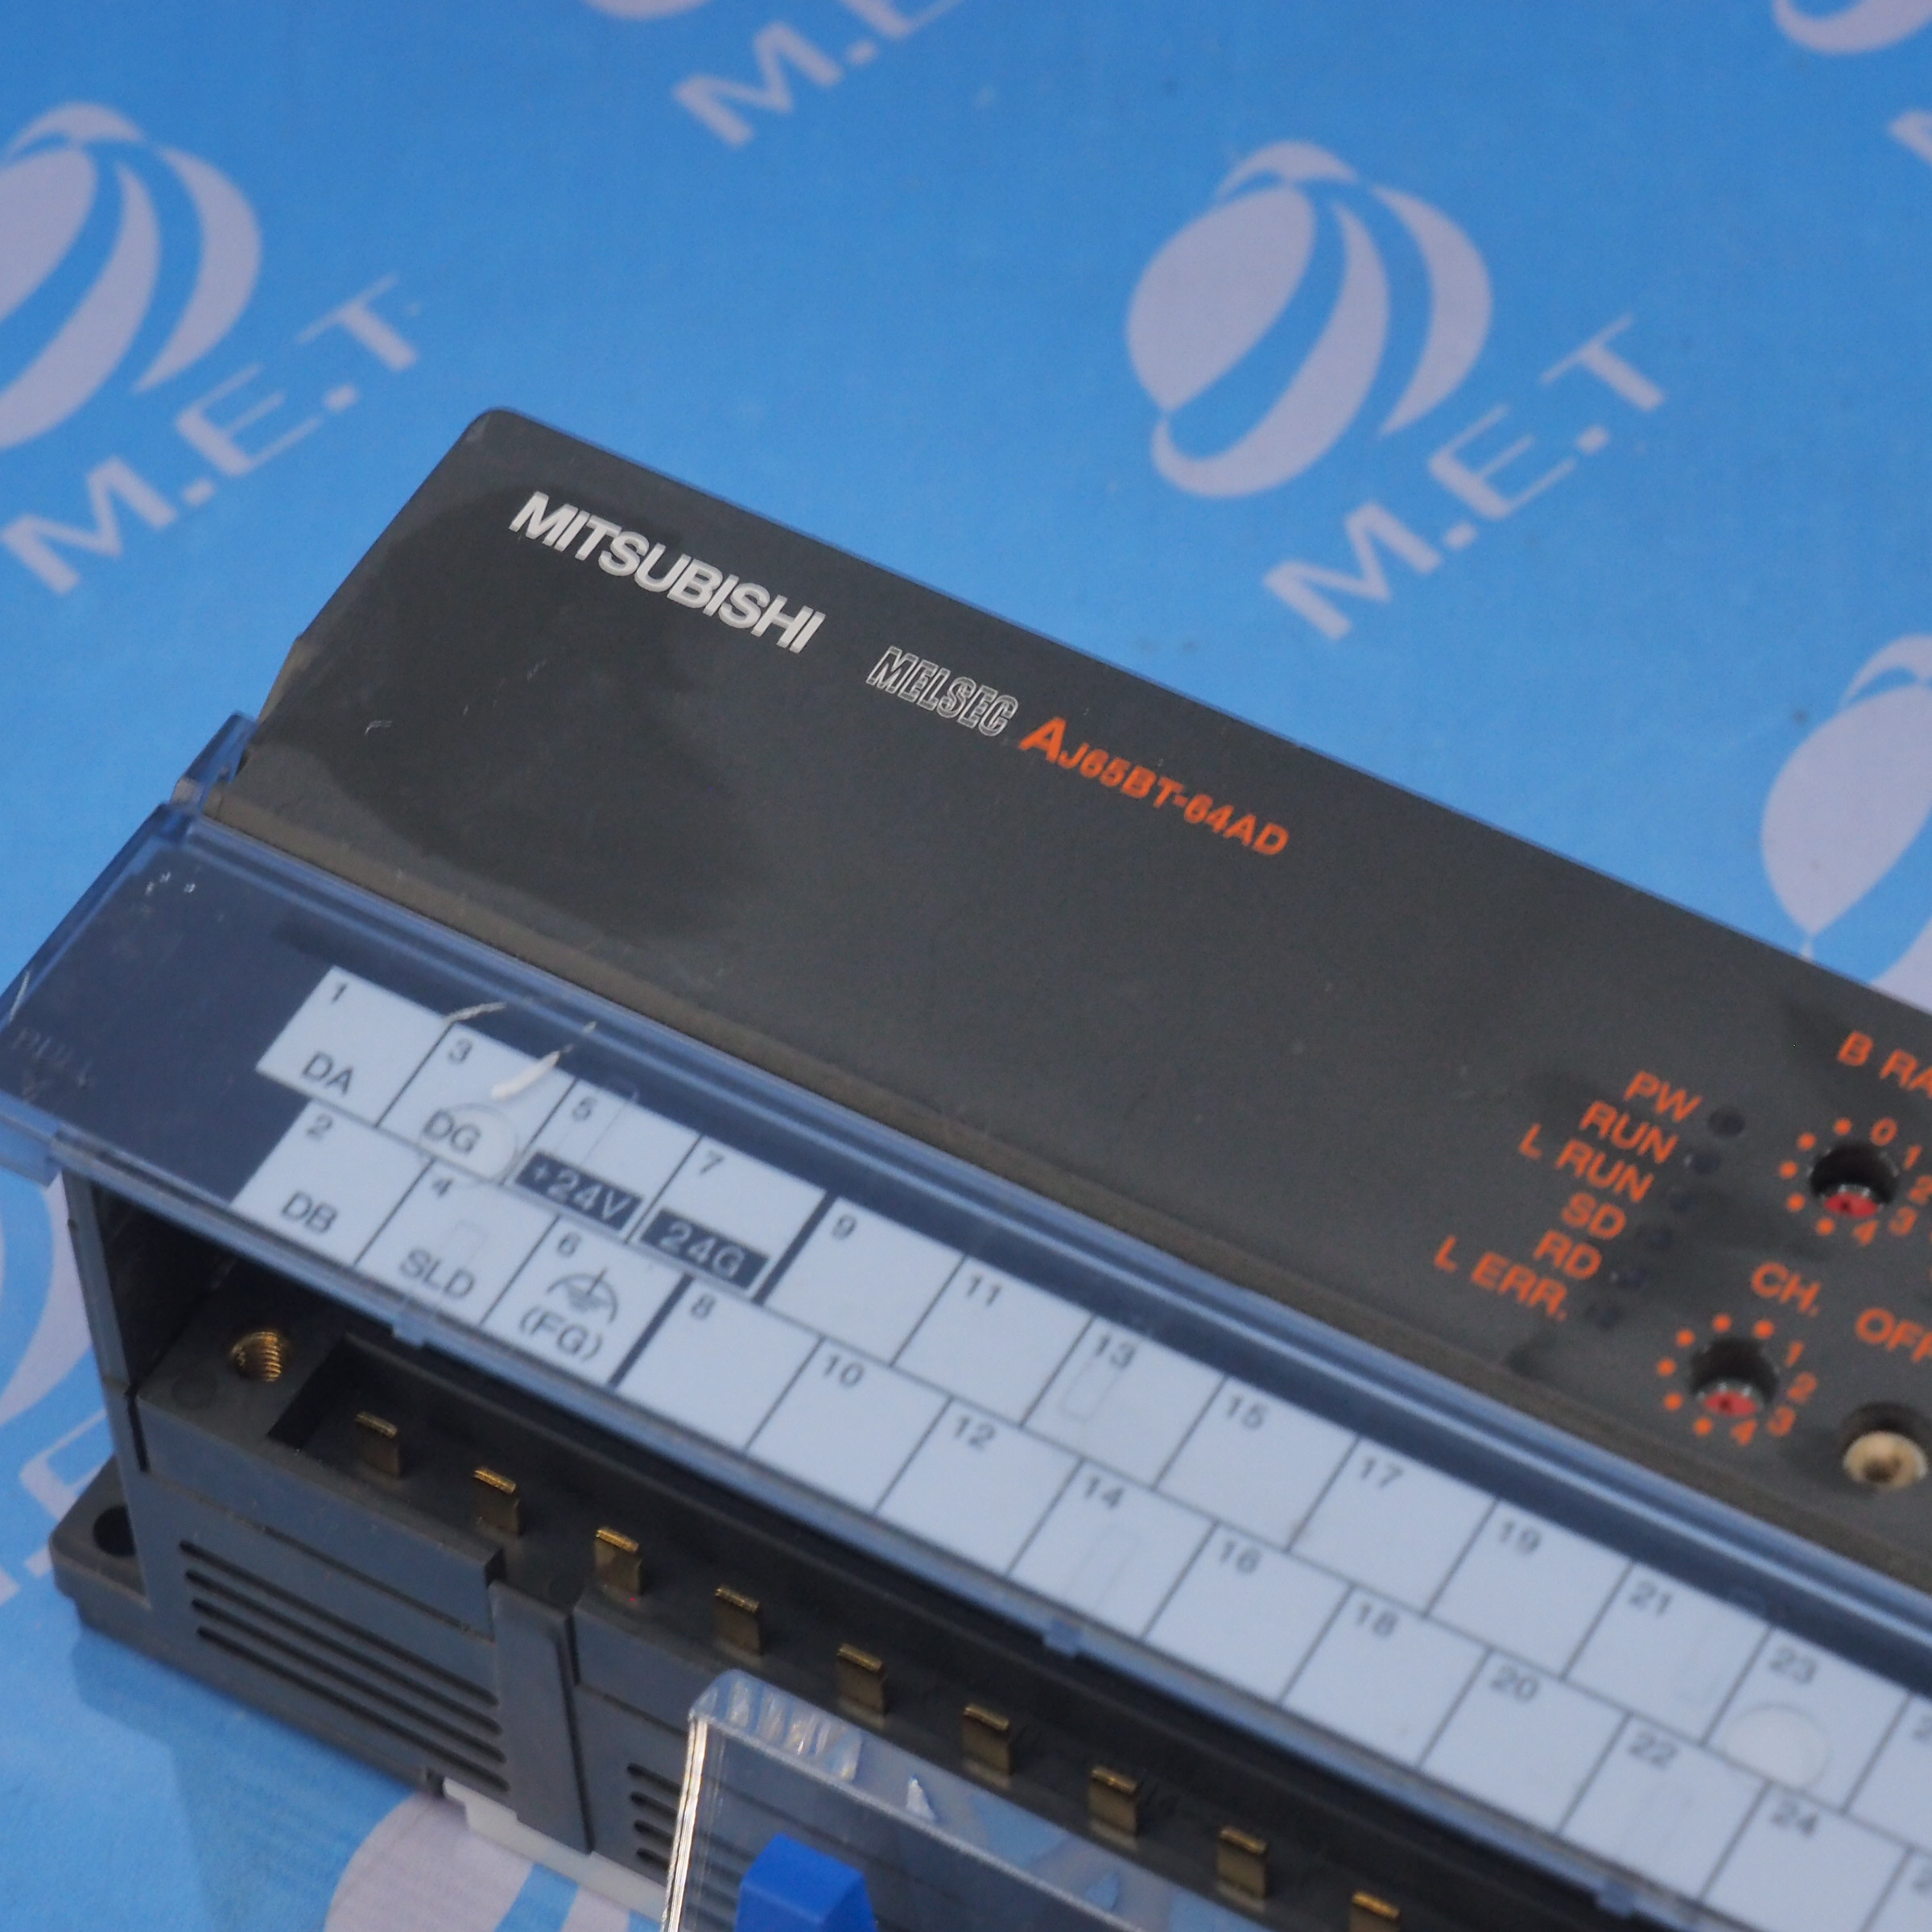 M.E.T
M.E.T
M.E.T
MITSUBISHI MELSEC AJ65BT-64AD
B RA
PW
RUN
L RUN
SD
RD
L ERR.
0
1
2
3
4
CH. OFF
1
2
3
4
1 DA
3 DG
5 +24V
7 24G
9
11
13
15
17
19
21
23
2 DB
4 SLD
6 (FG)
8
10
12
14
16
18
20
22
24